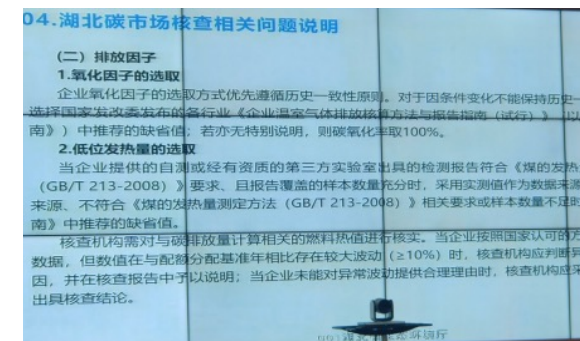 04.湖北碳市场核查相关问题说明
（二）排放因子
1.氧化因子的选取
企业氧化因子的选取方式优先遵循历史一致性原则。对于因条件变化不能保持历史一
选择国家发改委发布的各行业《企业温室气体排放核算方法与报告指南（试行）》（以
南》）中推荐的缺省值；若亦无特别说明，则碳氧化率取100%。
2.低位发热量的选取
当企业提供的自测或经有资质的第三方实验室出具的检测报告符合《煤的发热
（GB/T 213-2008）》要求、且报告覆盖的样本数量充分时，采用实测值作为数据来源
来源、不符合《煤的发热量测定方法（GB/T 213-2008）》相关要求或样本数量不足时
南》中推荐的缺省值。
核查机构需对与碳排放量计算相关的燃料热值进行核实。当企业按照国家认可的方
数据，但数值在与配额分配基准年相比存在较大波动（≥10%）时，核查机构应判断异
因，并在核查报告中予以说明；当企业未能对异常波动提供合理理由时，核查机构应采
出具核查结论。